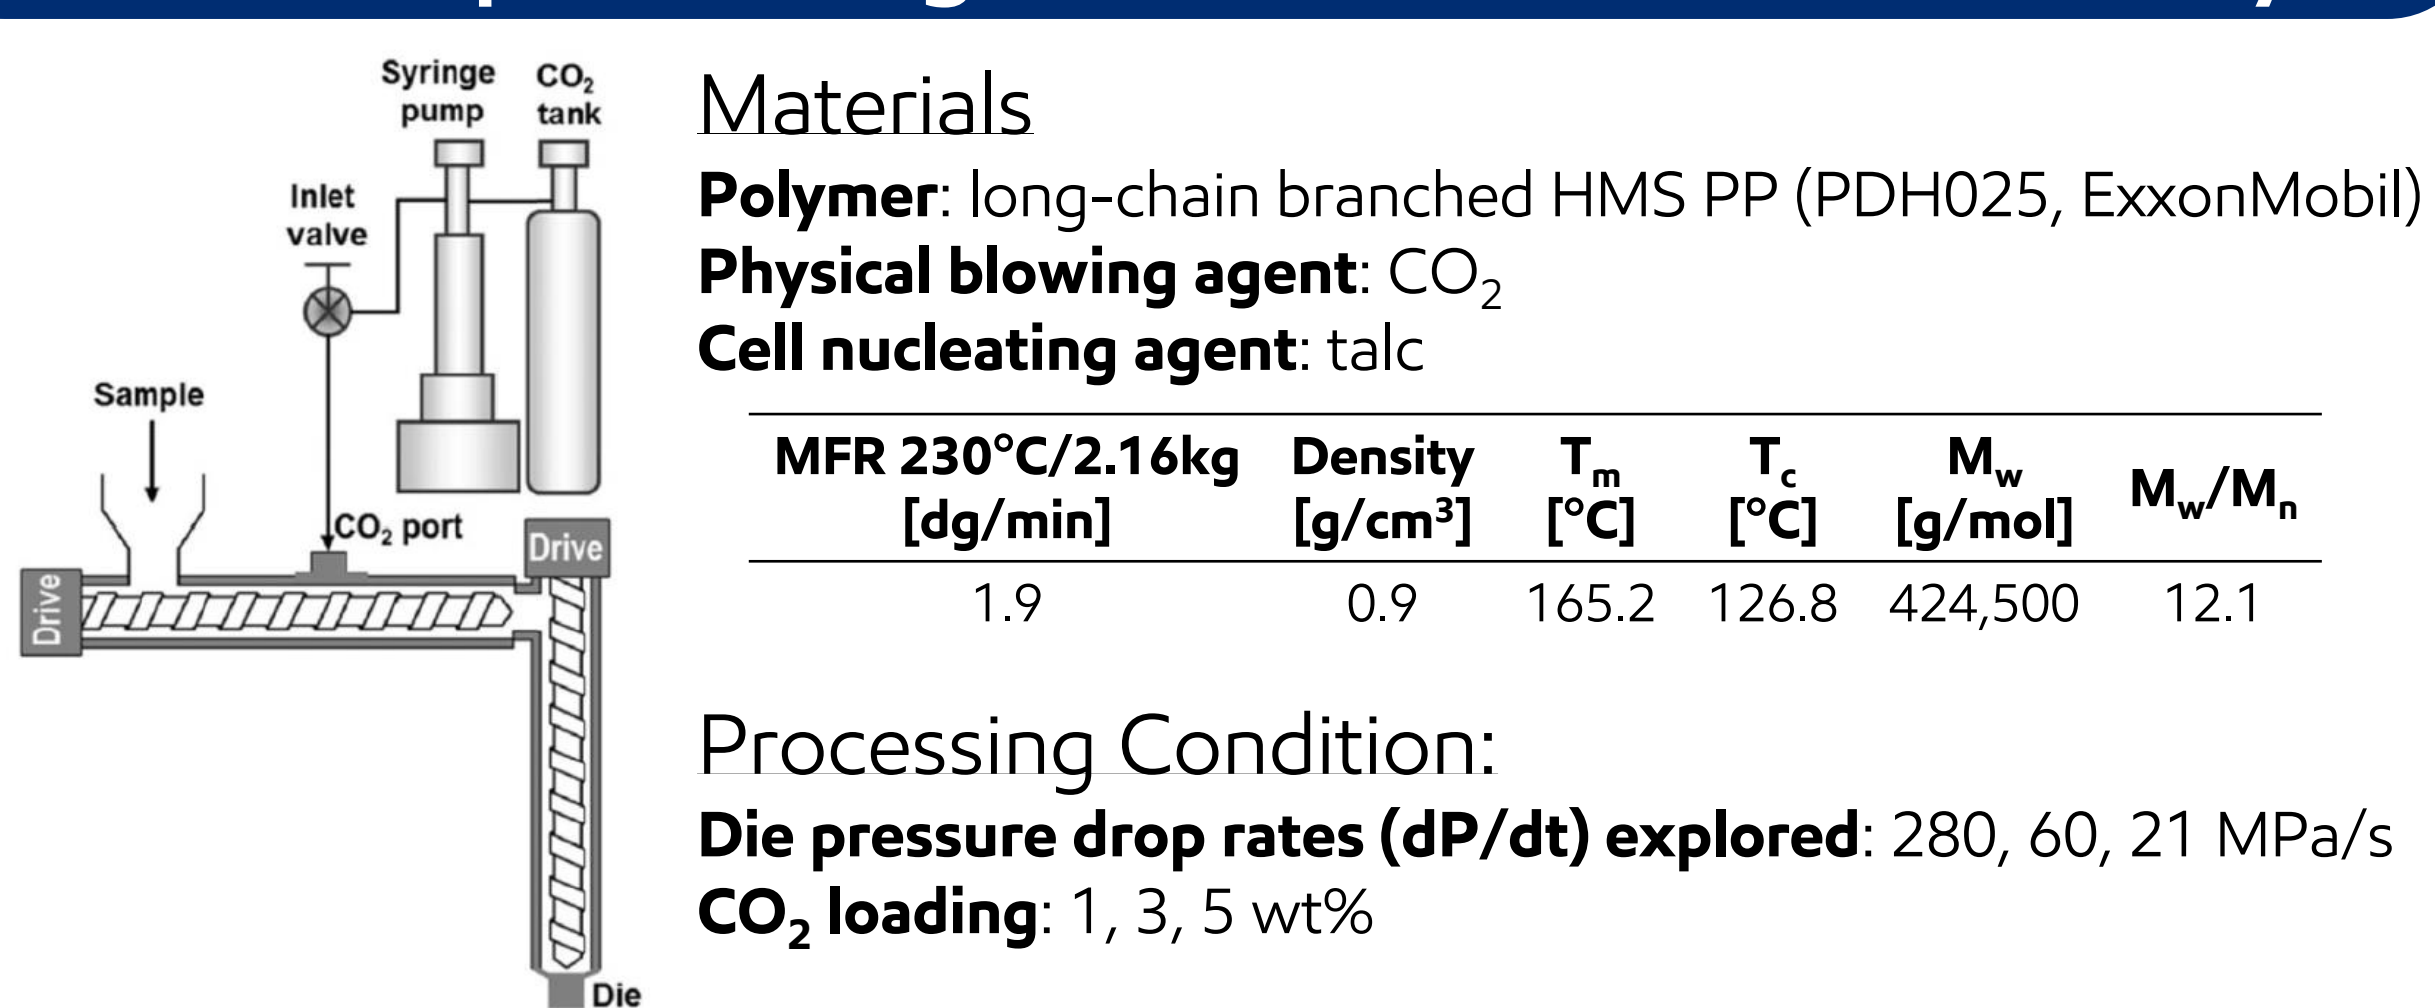 Syringe pump
CO₂ tank
Inlet valve
Sample
CO₂ port
Drive
Drive
Die
Materials
Polymer: long-chain branched HMS PP (PDH025, ExxonMobil)
Physical blowing agent: CO₂
Cell nucleating agent: talc
MFR 230°C/2.16kg [dg/min] Density [g/cm³] Tm [°C] Tc [°C] Mw [g/mol] Mw/Mn
1.9 0.9 165.2 126.8 424,500 12.1
Processing Condition:
Die pressure drop rates (dP/dt) explored: 280, 60, 21 MPa/s
CO₂ loading: 1, 3, 5 wt%